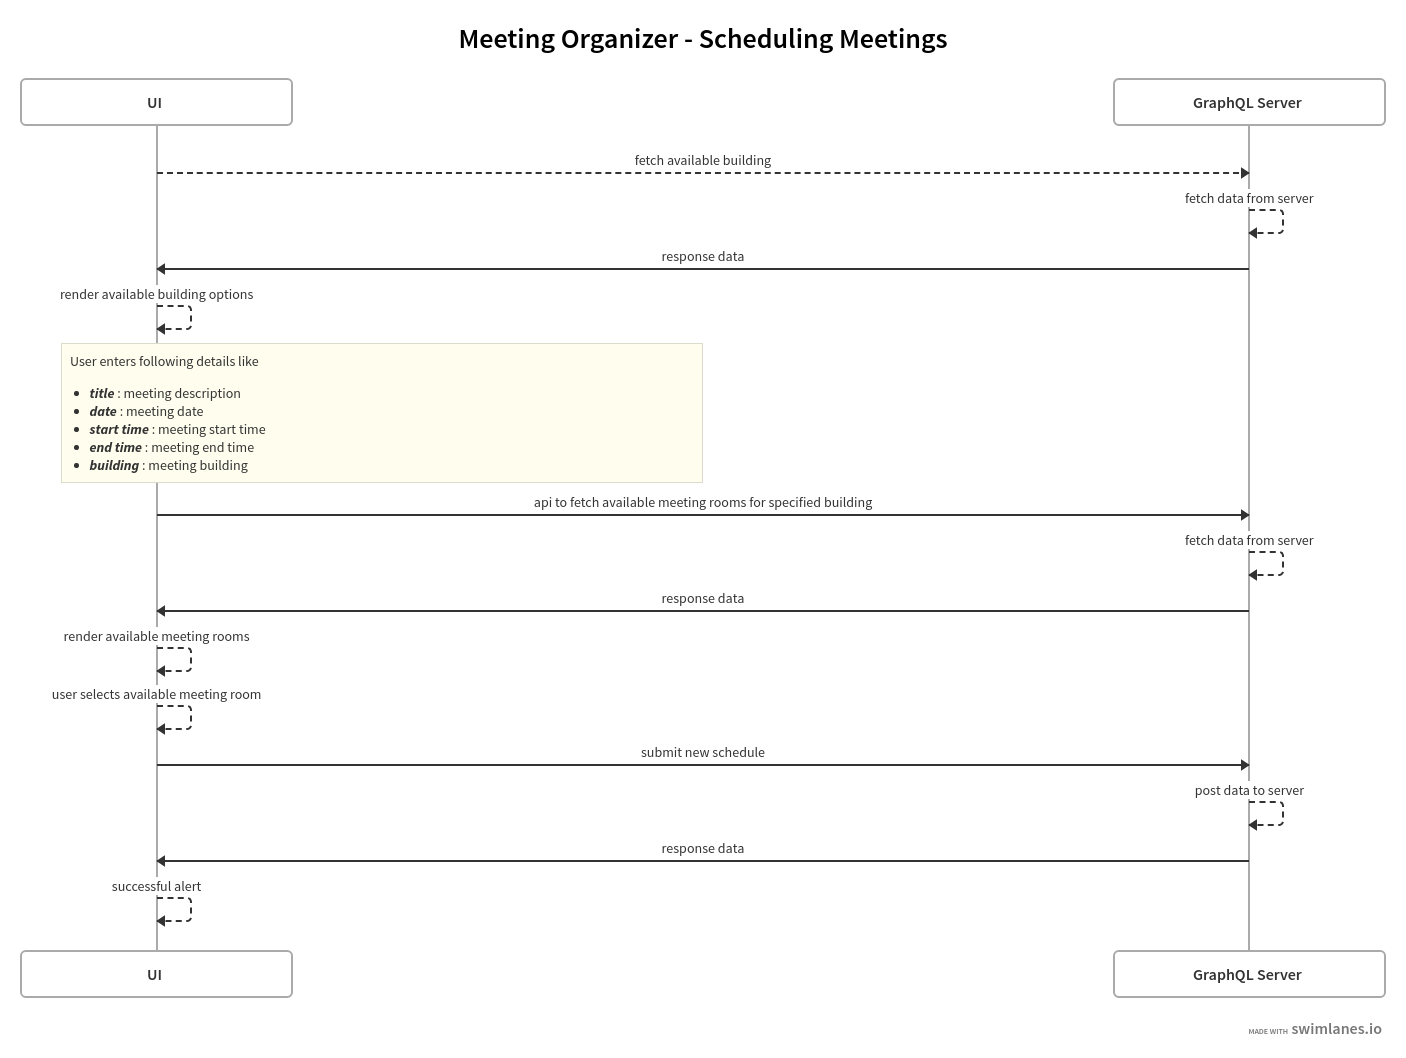 Meeting Organizer - Scheduling Meetings
UI
GraphQL Server
fetch available building
fetch data from server
response data
render available building options
User enters following details like
title : meeting description
date : meeting date
start time : meeting start time
end time : meeting end time
building : meeting building
api to fetch available meeting rooms for specified building
fetch data from server
response data
render available meeting rooms
user selects available meeting room
submit new schedule
post data to server
response data
successful alert
UI
GraphQL Server
MADE WITH swimlanes.io